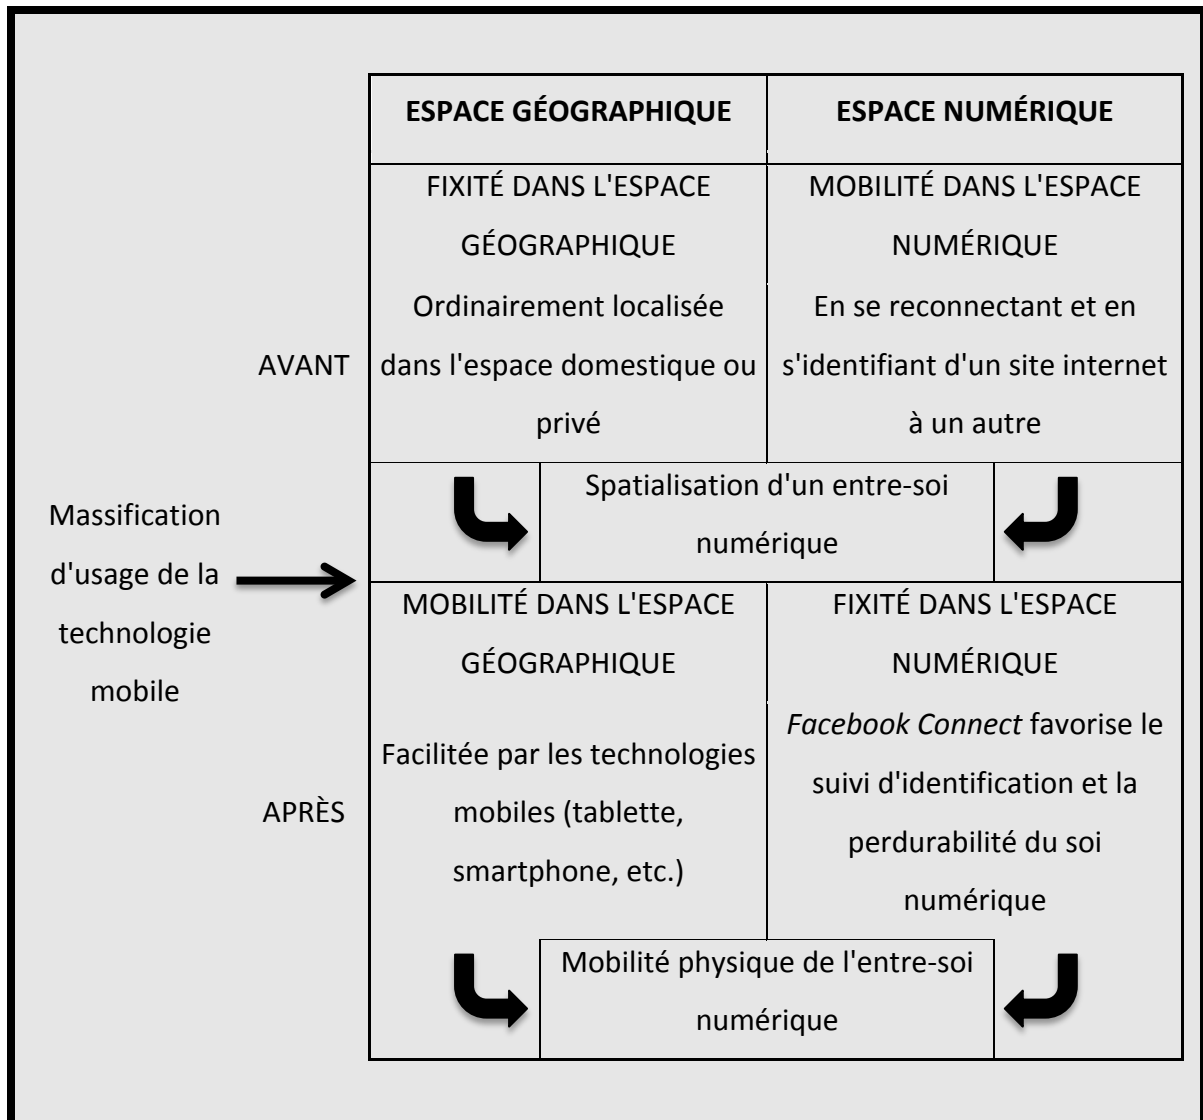 ESPACE GÉOGRAPHIQUE
ESPACE NUMÉRIQUE
AVANT
FIXITÉ DANS L'ESPACE
GÉOGRAPHIQUE
Ordinairement localisée
dans l'espace domestique ou
privé
MOBILITÉ DANS L'ESPACE
NUMÉRIQUE
En se reconnectant et en
s'identifiant d'un site internet
à un autre
Spatialisation d'un entre-soi
numérique
Massification
d'usage de la
technologie
mobile
APRÈS
MOBILITÉ DANS L'ESPACE
GÉOGRAPHIQUE
Facilitée par les technologies
mobiles (tablette,
smartphone, etc.)
FIXITÉ DANS L'ESPACE
NUMÉRIQUE
Facebook Connect favorise le
suivi d'identification et la
perdurabilité du soi
numérique
Mobilité physique de l'entre-soi
numérique